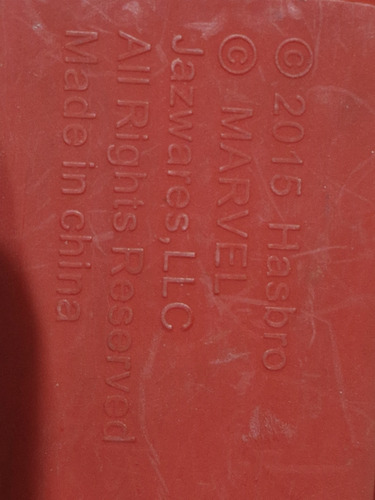 © 2015 Hasbro
© MARVEL
Jazwares, LLC
All Rights Reserved
Made in china